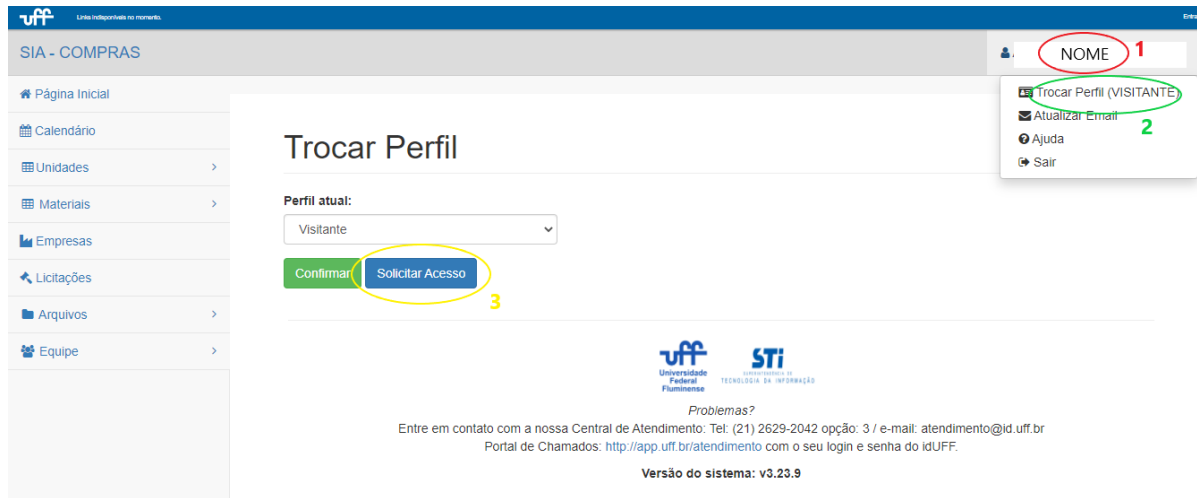 uff Links indisponíveis no momento. Entra
SIA - COMPRAS
NOME 1
Página Inicial
Calendário
Unidades
Materiais
Empresas
Licitações
Arquivos
Equipe
Trocar Perfil (VISITANTE)
Atualizar Email
2
Ajuda
Sair
Trocar Perfil
Perfil atual:
Visitante
Confirmar Solicitar Acesso
3
uff
Universidade
Federal
Fluminense
STi
SUPERINTENDÊNCIA DE
TECNOLOGIA DA INFORMAÇÃO
Problemas?
Entre em contato com a nossa Central de Atendimento: Tel: (21) 2629-2042 opção: 3 / e-mail: atendimento@id.uff.br
Portal de Chamados: http://app.uff.br/atendimento com o seu login e senha do idUFF.
Versão do sistema: v3.23.9